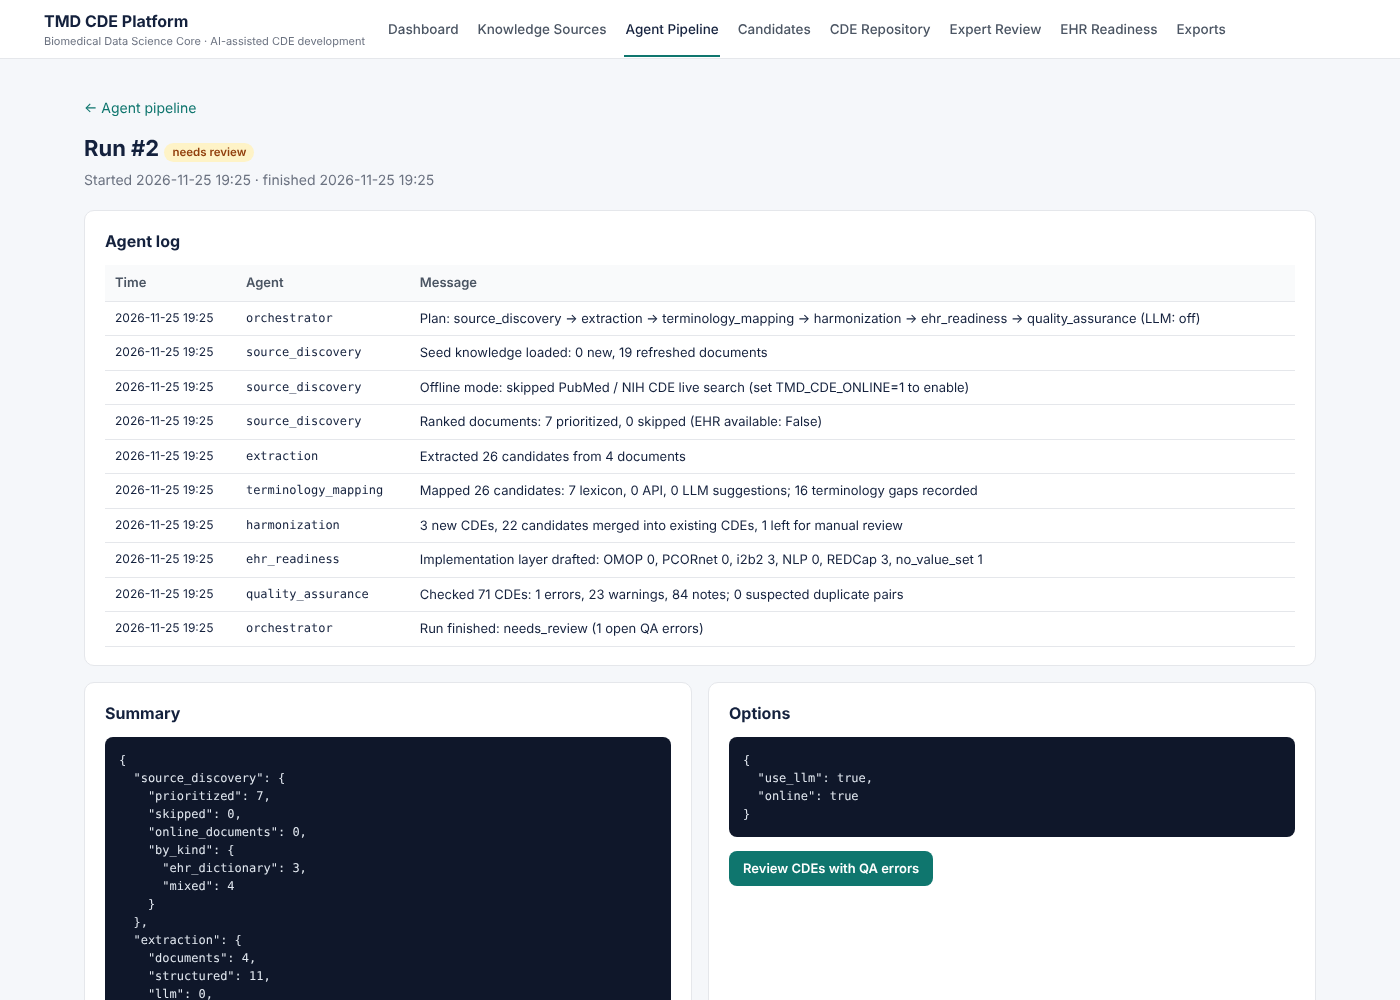 TMD CDE Platform
Biomedical Data Science Core · AI-assisted CDE development
Dashboard Knowledge Sources Agent Pipeline Candidates CDE Repository Expert Review EHR Readiness Exports
← Agent pipeline
Run #2 needs review
Started 2026-11-25 19:25 · finished 2026-11-25 19:25
Agent log
Time Agent Message
2026-11-25 19:25 orchestrator Plan: source_discovery → extraction → terminology_mapping → harmonization → ehr_readiness → quality_assurance (LLM: off)
2026-11-25 19:25 source_discovery Seed knowledge loaded: 0 new, 19 refreshed documents
2026-11-25 19:25 source_discovery Offline mode: skipped PubMed / NIH CDE live search (set TMD_CDE_ONLINE=1 to enable)
2026-11-25 19:25 source_discovery Ranked documents: 7 prioritized, 0 skipped (EHR available: False)
2026-11-25 19:25 extraction Extracted 26 candidates from 4 documents
2026-11-25 19:25 terminology_mapping Mapped 26 candidates: 7 lexicon, 0 API, 0 LLM suggestions; 16 terminology gaps recorded
2026-11-25 19:25 harmonization 3 new CDEs, 22 candidates merged into existing CDEs, 1 left for manual review
2026-11-25 19:25 ehr_readiness Implementation layer drafted: OMOP 0, PCORnet 0, i2b2 3, NLP 0, REDCap 3, no_value_set 1
2026-11-25 19:25 quality_assurance Checked 71 CDEs: 1 errors, 23 warnings, 84 notes; 0 suspected duplicate pairs
2026-11-25 19:25 orchestrator Run finished: needs_review (1 open QA errors)
Summary
{
"source_discovery": {
"prioritized": 7,
"skipped": 0,
"online_documents": 0,
"by_kind": {
"ehr_dictionary": 3,
"mixed": 4
}
},
"extraction": {
"documents": 4,
"structured": 11,
"llm": 0,
Options
{
"use_llm": true,
"online": true
}
Review CDEs with QA errors